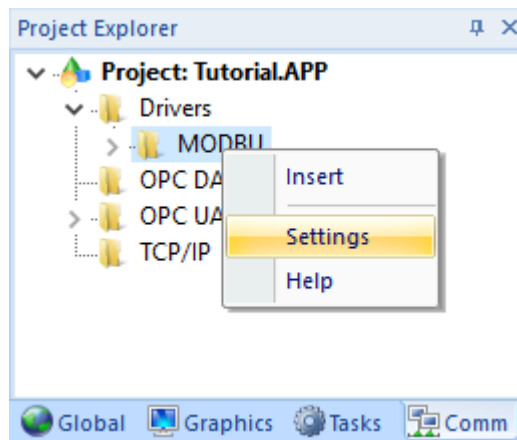 Project Explorer
Project: Tutorial.APP
Drivers
MODBU
Insert
OPC DA
OPC UA
Settings
TCP/IP
Help
Global Graphics Tasks Comm